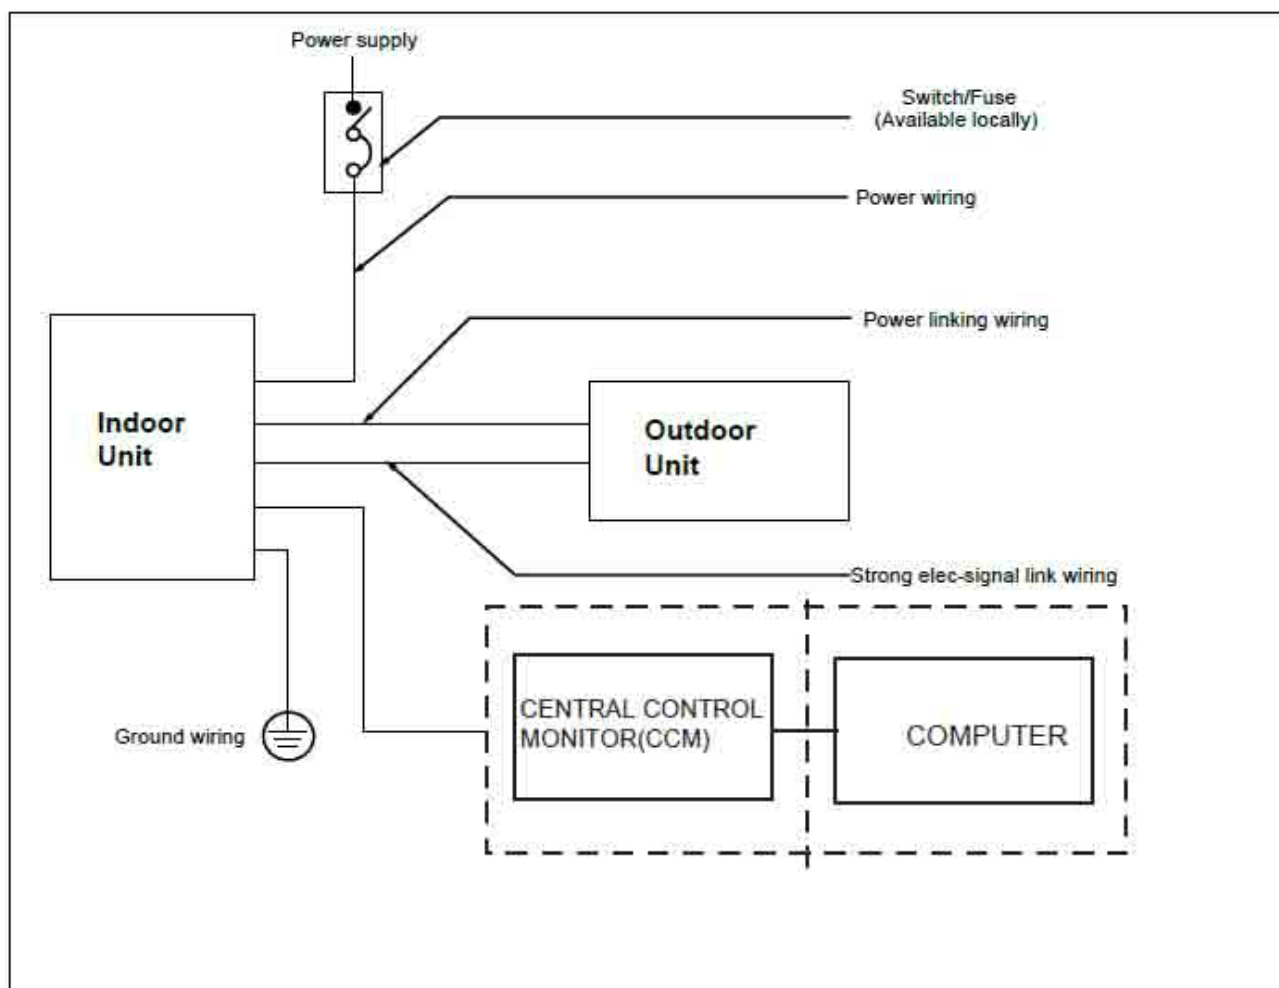 Power supply
Switch/Fuse
(Available locally)
Power wiring
Power linking wiring
Indoor
Unit
Outdoor
Unit
Strong elec-signal link wiring
CENTRAL CONTROL
MONITOR(CCM)
COMPUTER
Ground wiring